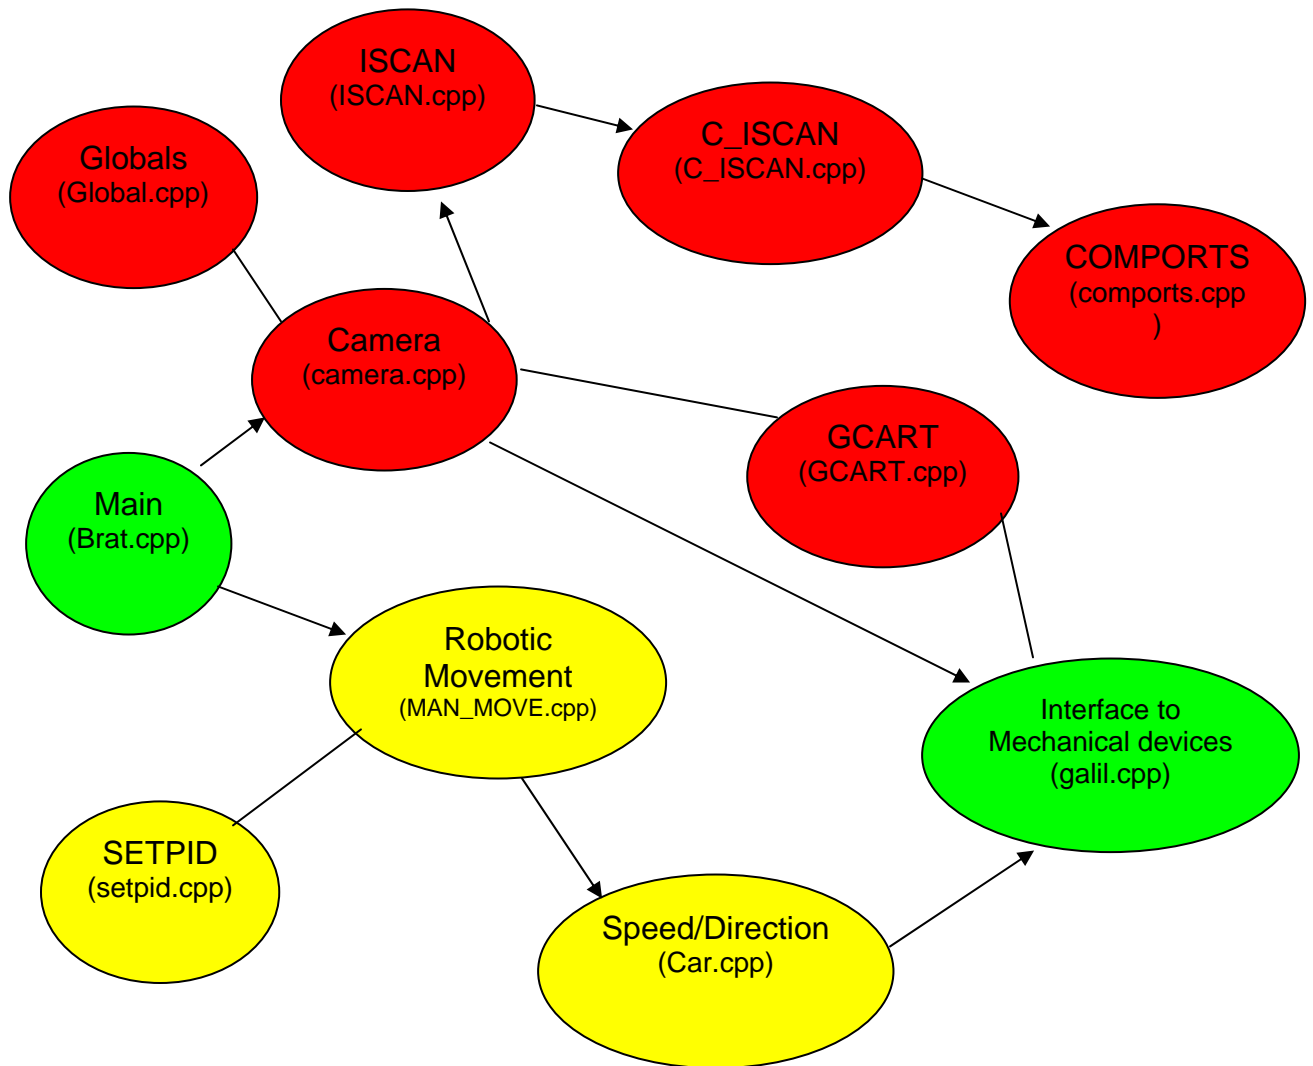 ISCAN
(ISCAN.cpp)
C_ISCAN
(C_ISCAN.cpp)
Globals
(Global.cpp)
COMPORTS
(comports.cpp
)
Camera
(camera.cpp)
GCART
(GCART.cpp)
Main
(Brat.cpp)
Robotic
Movement
(MAN_MOVE.cpp)
Interface to
Mechanical devices
(galil.cpp)
SETPID
(setpid.cpp)
Speed/Direction
(Car.cpp)